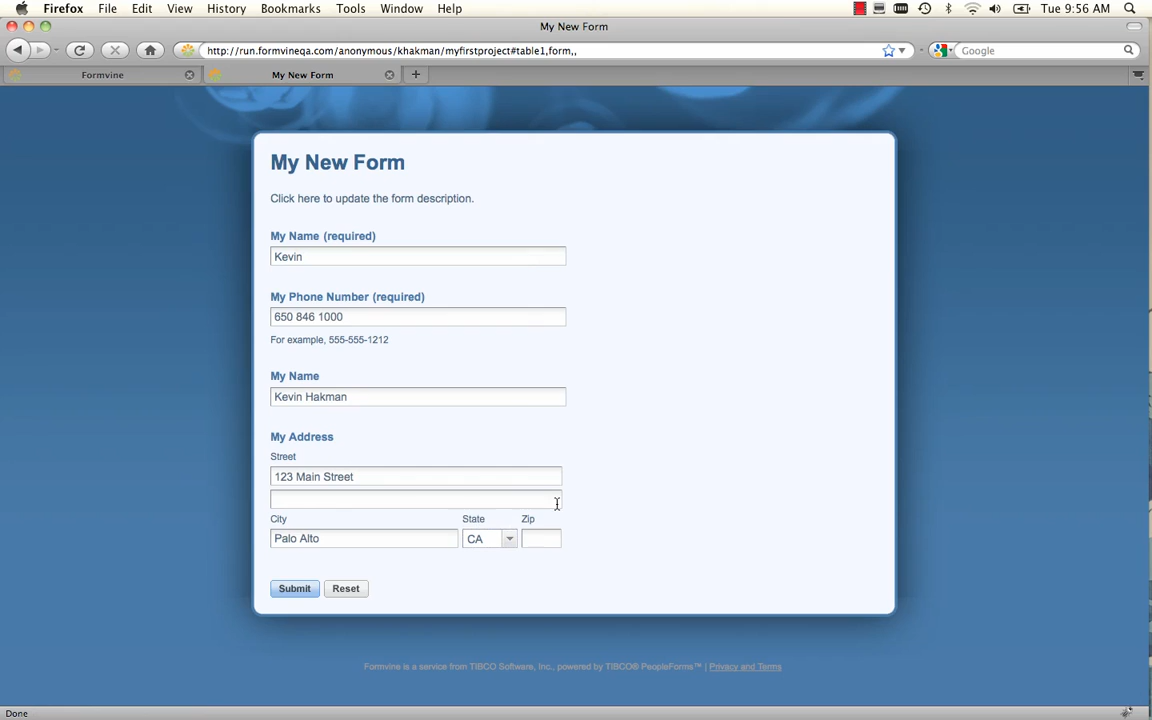 Firefox File Edit View History Bookmarks Tools Window Help Tue 9:56 AM
My New Form
http://run.formvineqa.com/anonymous/khakman/myfirstproject#table1,form,, Google
Formvine My New Form
My New Form
Click here to update the form description.
My Name (required)
Kevin
My Phone Number (required)
650 846 1000
For example, 555-555-1212
My Name
Kevin Hakman
My Address
Street
123 Main Street
City State Zip
Palo Alto CA
Submit Reset
Formvine is a service from TIBCO Software, Inc., powered by TIBCO® PeopleForms™ | Privacy and Terms
Done